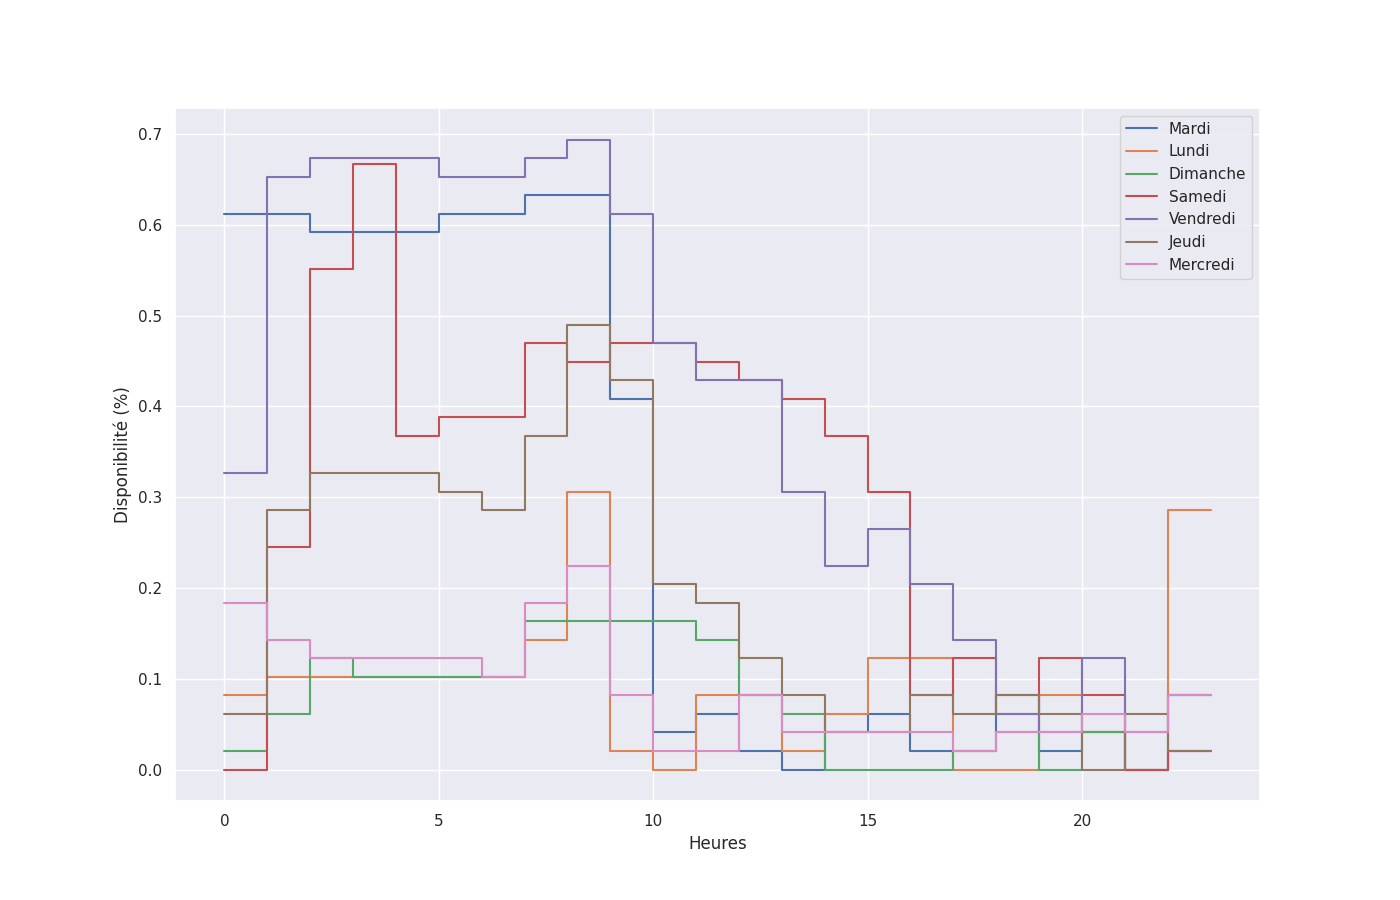 0.7
0.6
0.5
0.4
0.3
0.2
0.1
0.0
Disponibilité (%)
0 5 10 15 20
Heures
Mardi
Lundi
Dimanche
Samedi
Vendredi
Jeudi
Mercredi